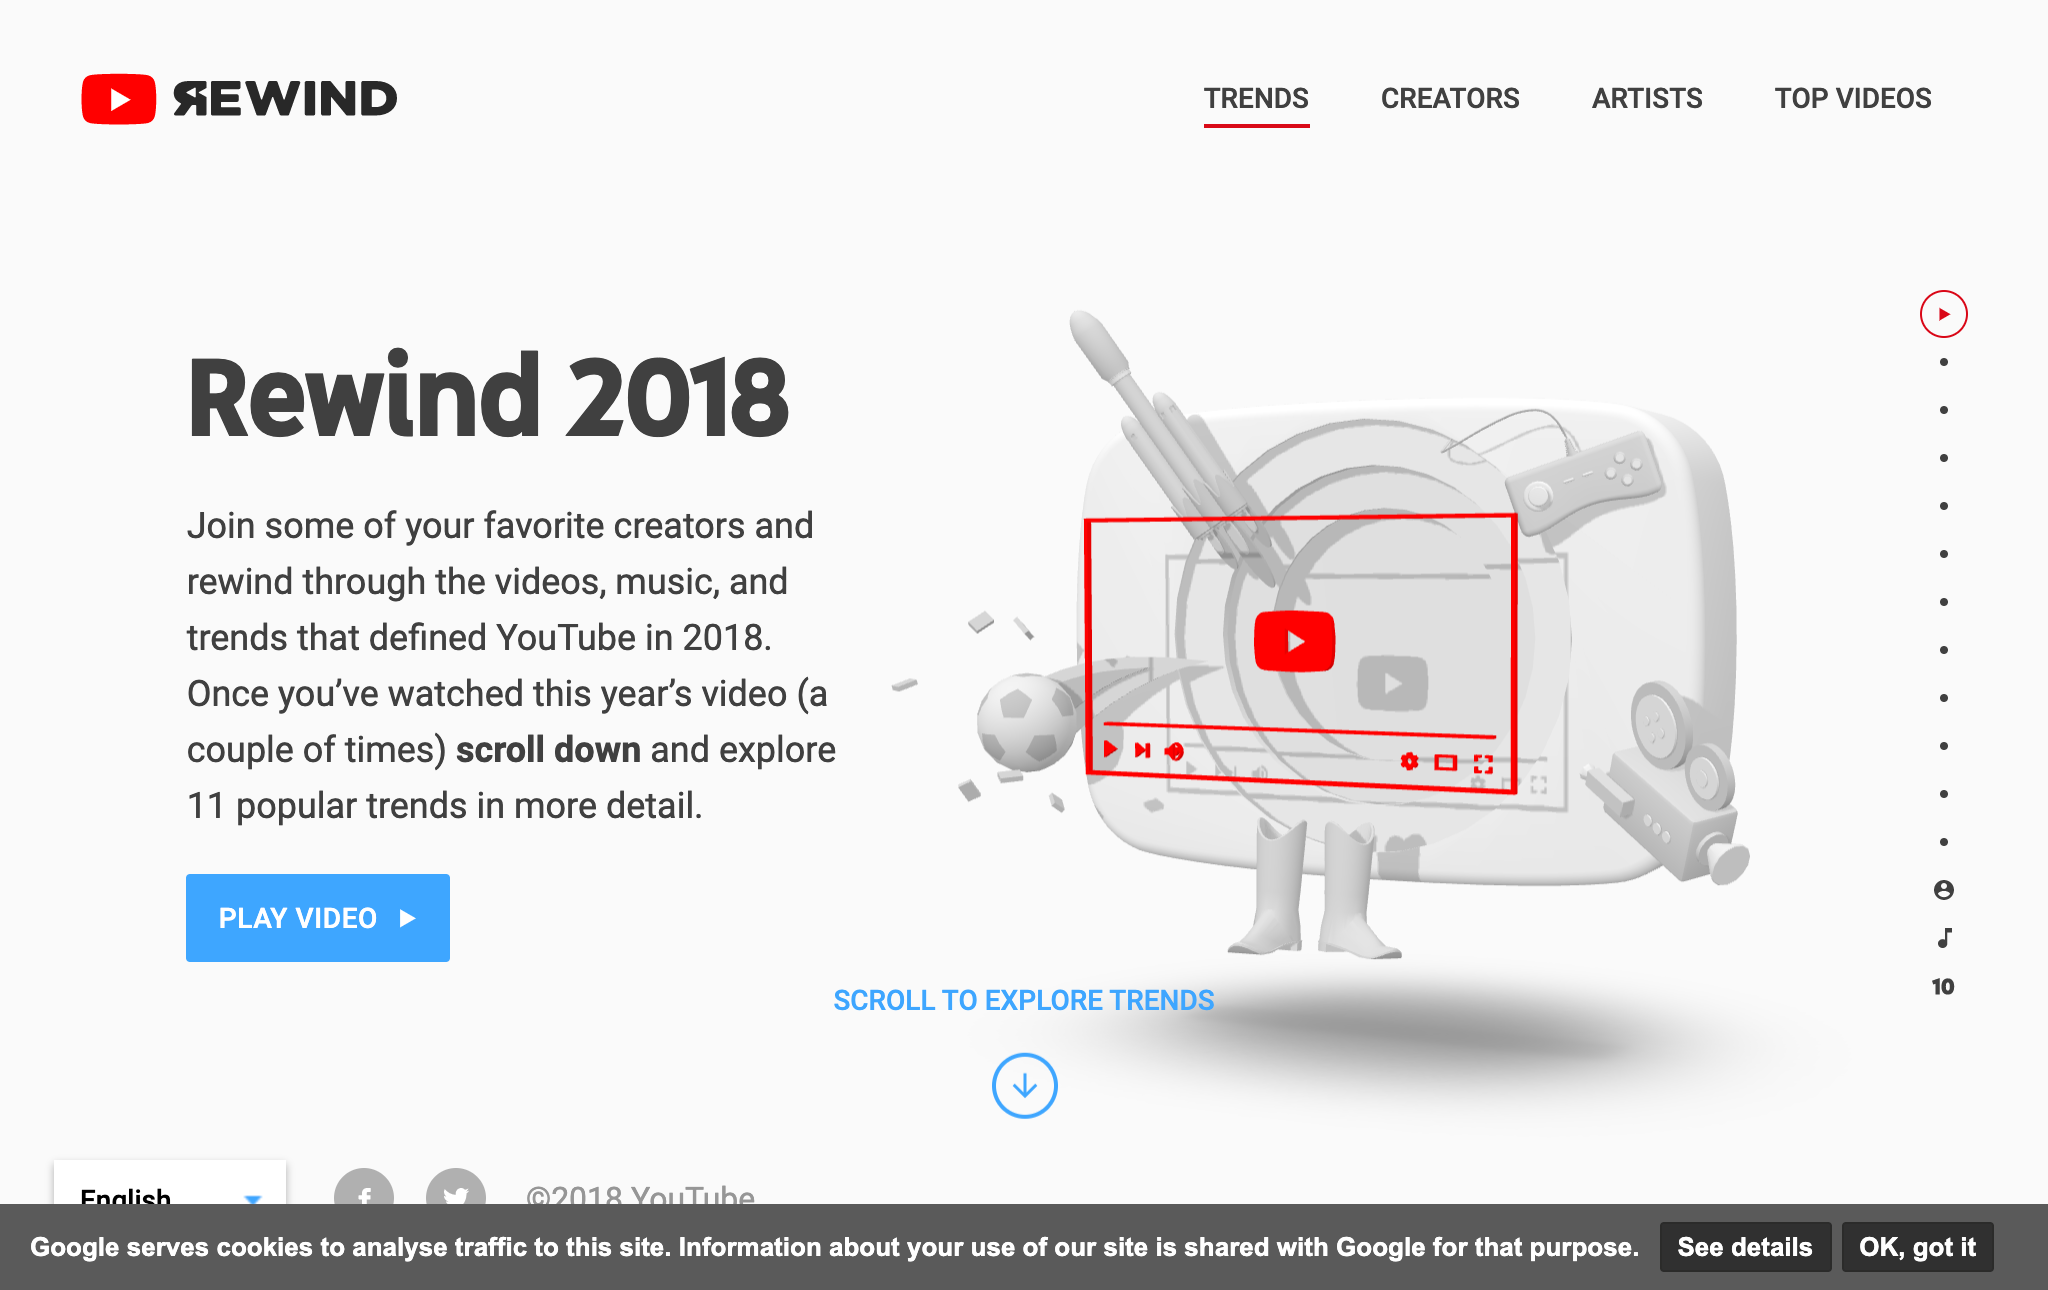 REWIND
TRENDS
CREATORS
ARTISTS
TOP VIDEOS
Rewind 2018
Join some of your favorite creators and
rewind through the videos, music, and
trends that defined YouTube in 2018.
Once you’ve watched this year’s video (a
couple of times) scroll down and explore
11 popular trends in more detail.
PLAY VIDEO
SCROLL TO EXPLORE TRENDS
10
English
©2018 YouTube
Google serves cookies to analyse traffic to this site. Information about your use of our site is shared with Google for that purpose.
See details
OK, got it